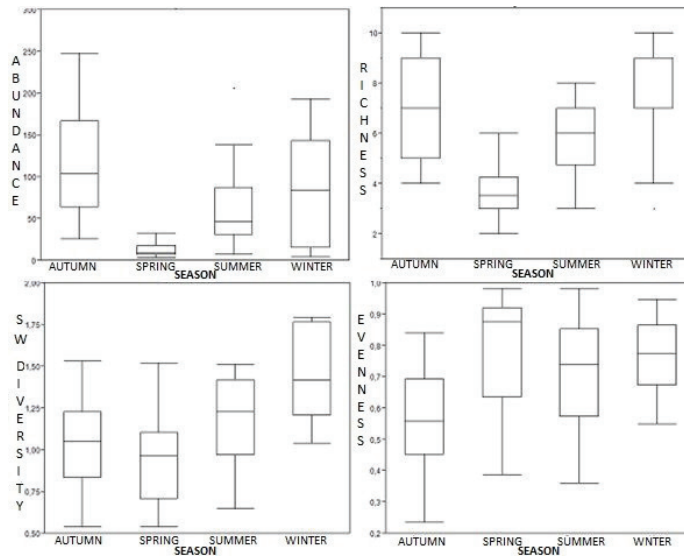 ABUNDANCE
300
250
200
150
100
50
0
AUTUMN SPRING SUMMER WINTER
SEASON
RICHNESS
10
8
6
4
2
AUTUMN SPRING SUMMER WINTER
SEASON
SW DIVERSITY
2,00
1,75
1,50
1,25
1,00
0,75
0,50
AUTUMN SPRING SUMMER WINTER
SEASON
EVENNESS
1,0
0,9
0,8
0,7
0,6
0,5
0,4
0,3
0,2
AUTUMN SPRING SÜMMER WNTER
SEASON